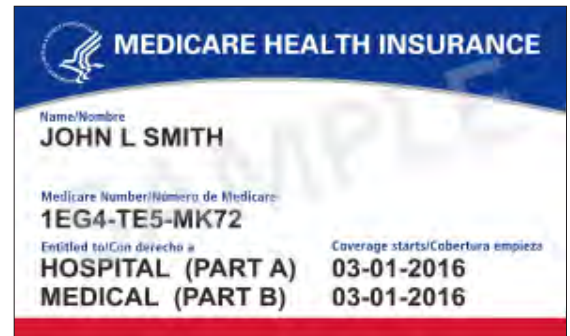 MEDICARE HEALTH INSURANCE
Name/Nombre
JOHN L SMITH
Medicare Number/Número de Medicare
1EG4-TE5-MK72
Entitled to/Con derecho a Coverage starts/Cobertura empieza
HOSPITAL (PART A) 03-01-2016
MEDICAL (PART B) 03-01-2016
SAMPLE